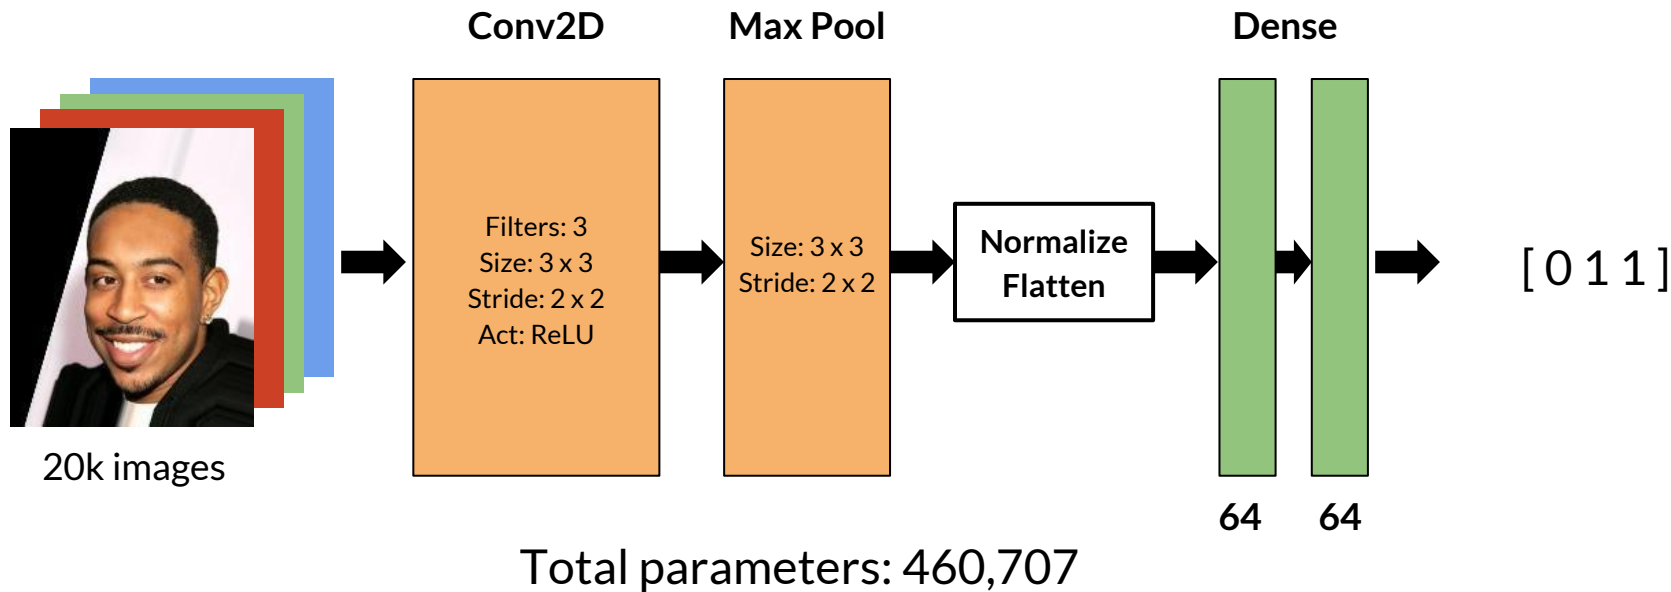 Conv2D
Max Pool
Dense
Filters: 3
Size: 3 x 3
Stride: 2 x 2
Act: ReLU
Size: 3 x 3
Stride: 2 x 2
Normalize
Flatten
[ 0 1 1 ]
20k images
64
64
Total parameters: 460,707